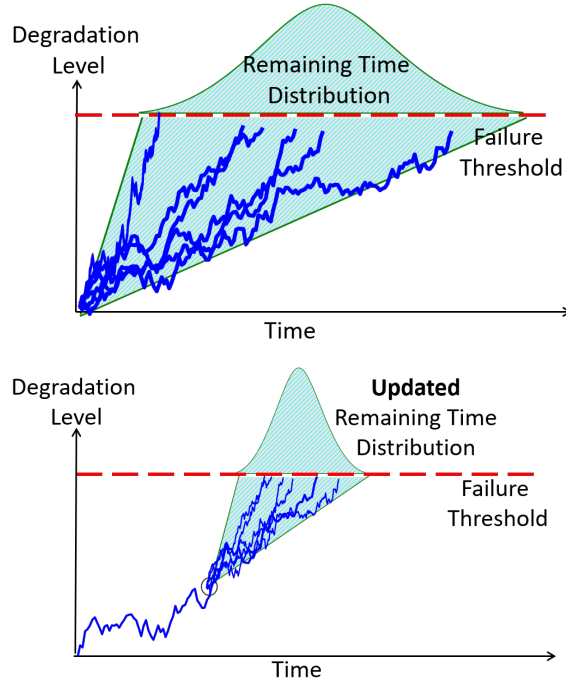 Degradation
Level
Remaining Time
Distribution
Failure
Threshold
Time
Degradation
Level
Updated
Remaining Time
Distribution
Failure
Threshold
Time